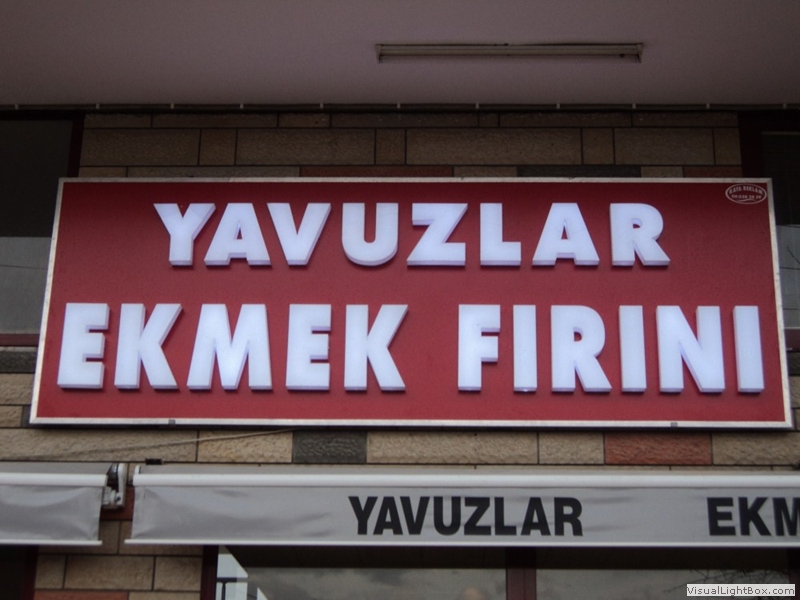 YAVUZLAR
EKMEK FIRINI
YAVUZLAR EKM
VisualLightBox.com